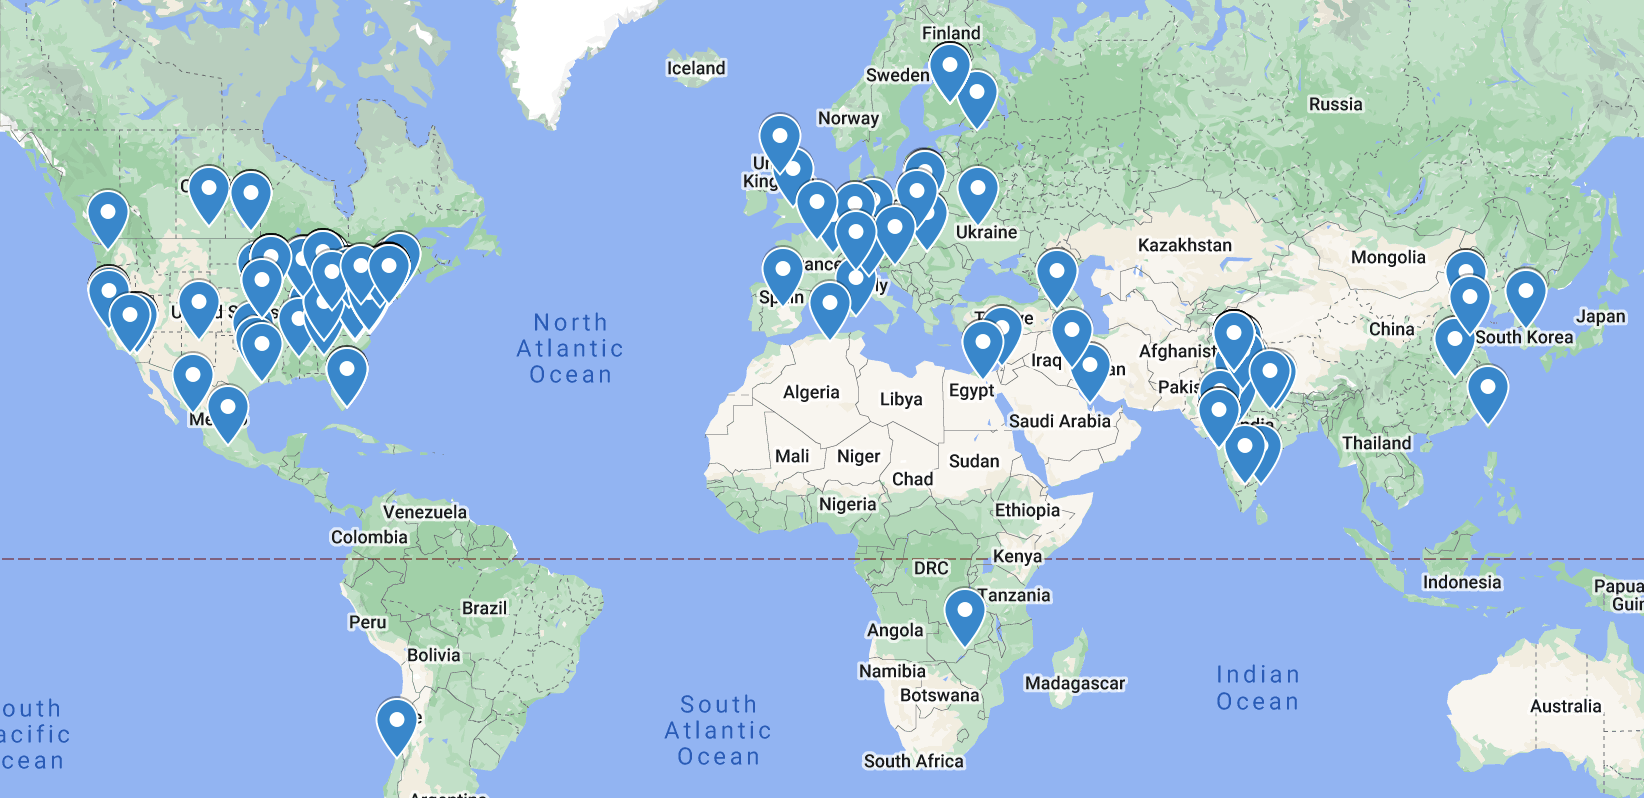 Finland
Iceland
Sweden
Russia
Norway
Ukraine
Kazakhstan
Mongolia
North
Atlantic
Ocean
Japan
China
South Korea
Iraq
Egypt
Algeria
Libya
Saudi Arabia
Thailand
Mali
Niger
Sudan
Chad
Nigeria
Ethiopia
Venezuela
Colombia
Kenya
DRC
Indonesia
Tanzania
Papua
Brazil
Peru
Angola
Bolivia
Namibia
Botswana
Madagascar
Indian
Ocean
South
Atlantic
Ocean
Australia
South Africa